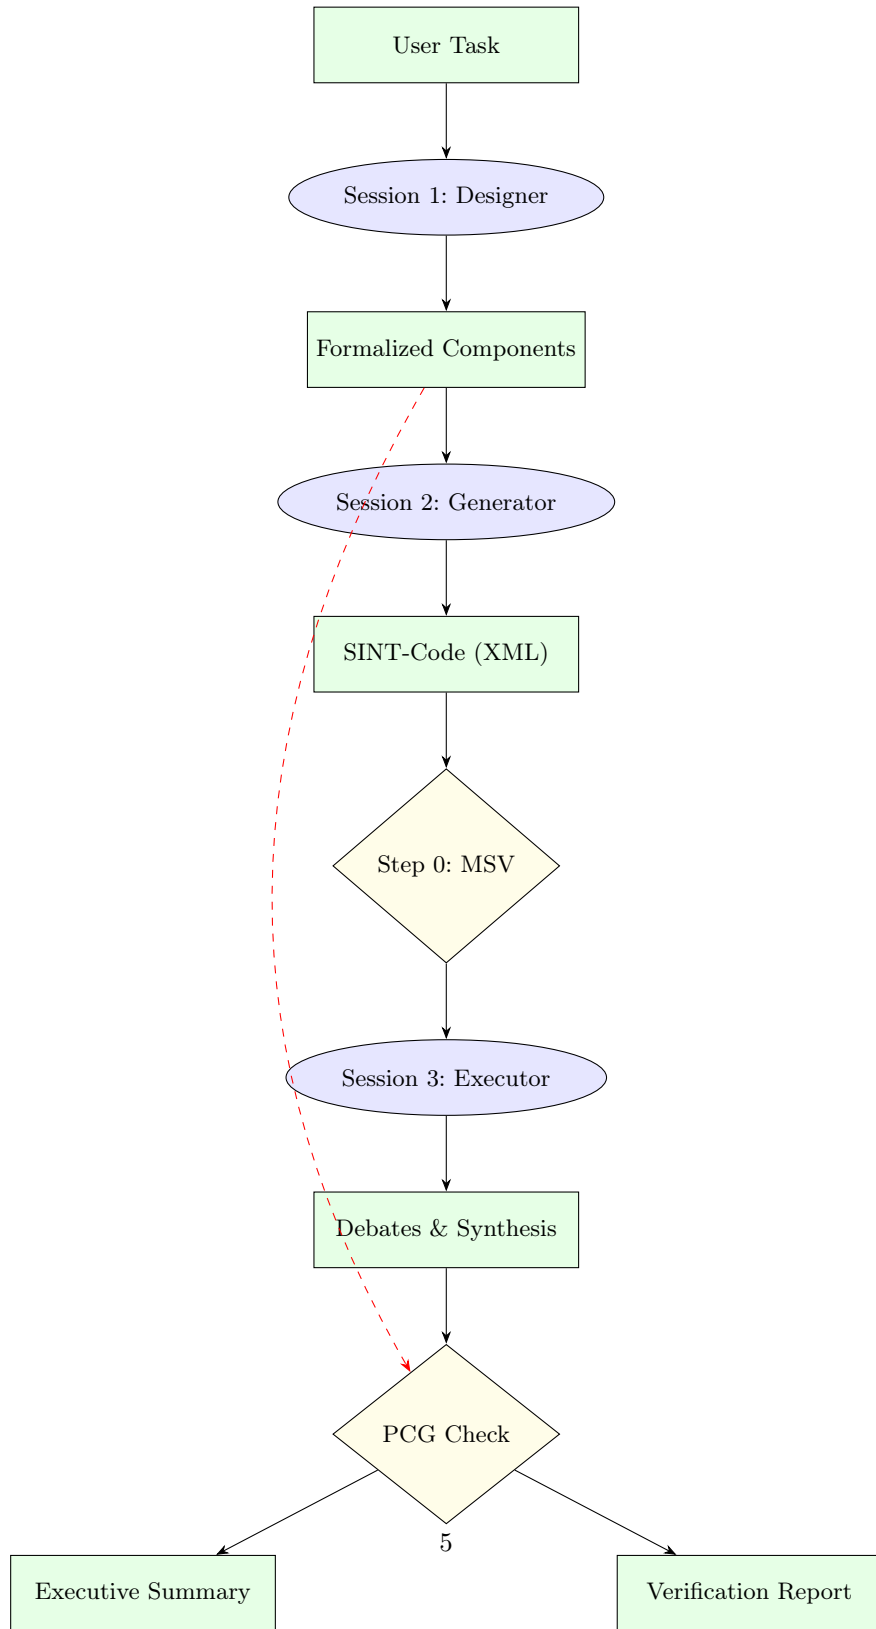 User Task
Session 1: Designer
Formalized Components
Session 2: Generator
SINT-Code (XML)
Step 0: MSV
Session 3: Executor
Debates & Synthesis
PCG Check
5
Executive Summary
Verification Report